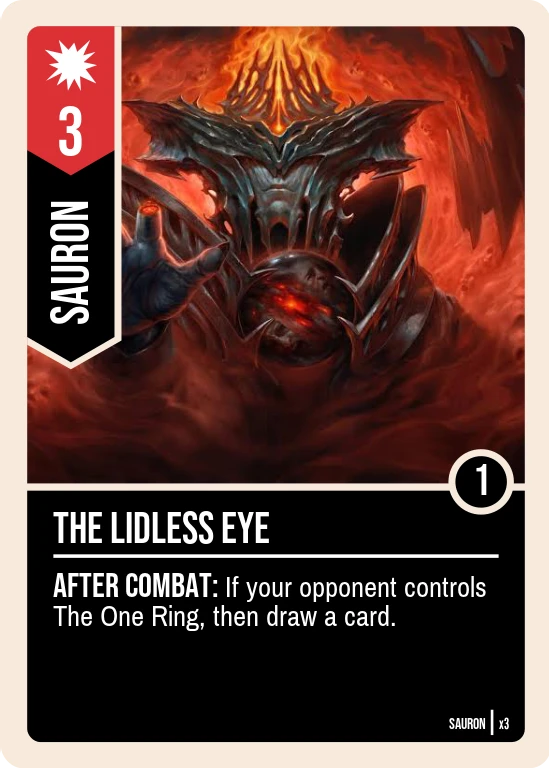 3
SAURON
1
THE LIDLESS EYE
AFTER COMBAT: If your opponent controls
The One Ring, then draw a card.
SAURON | x3